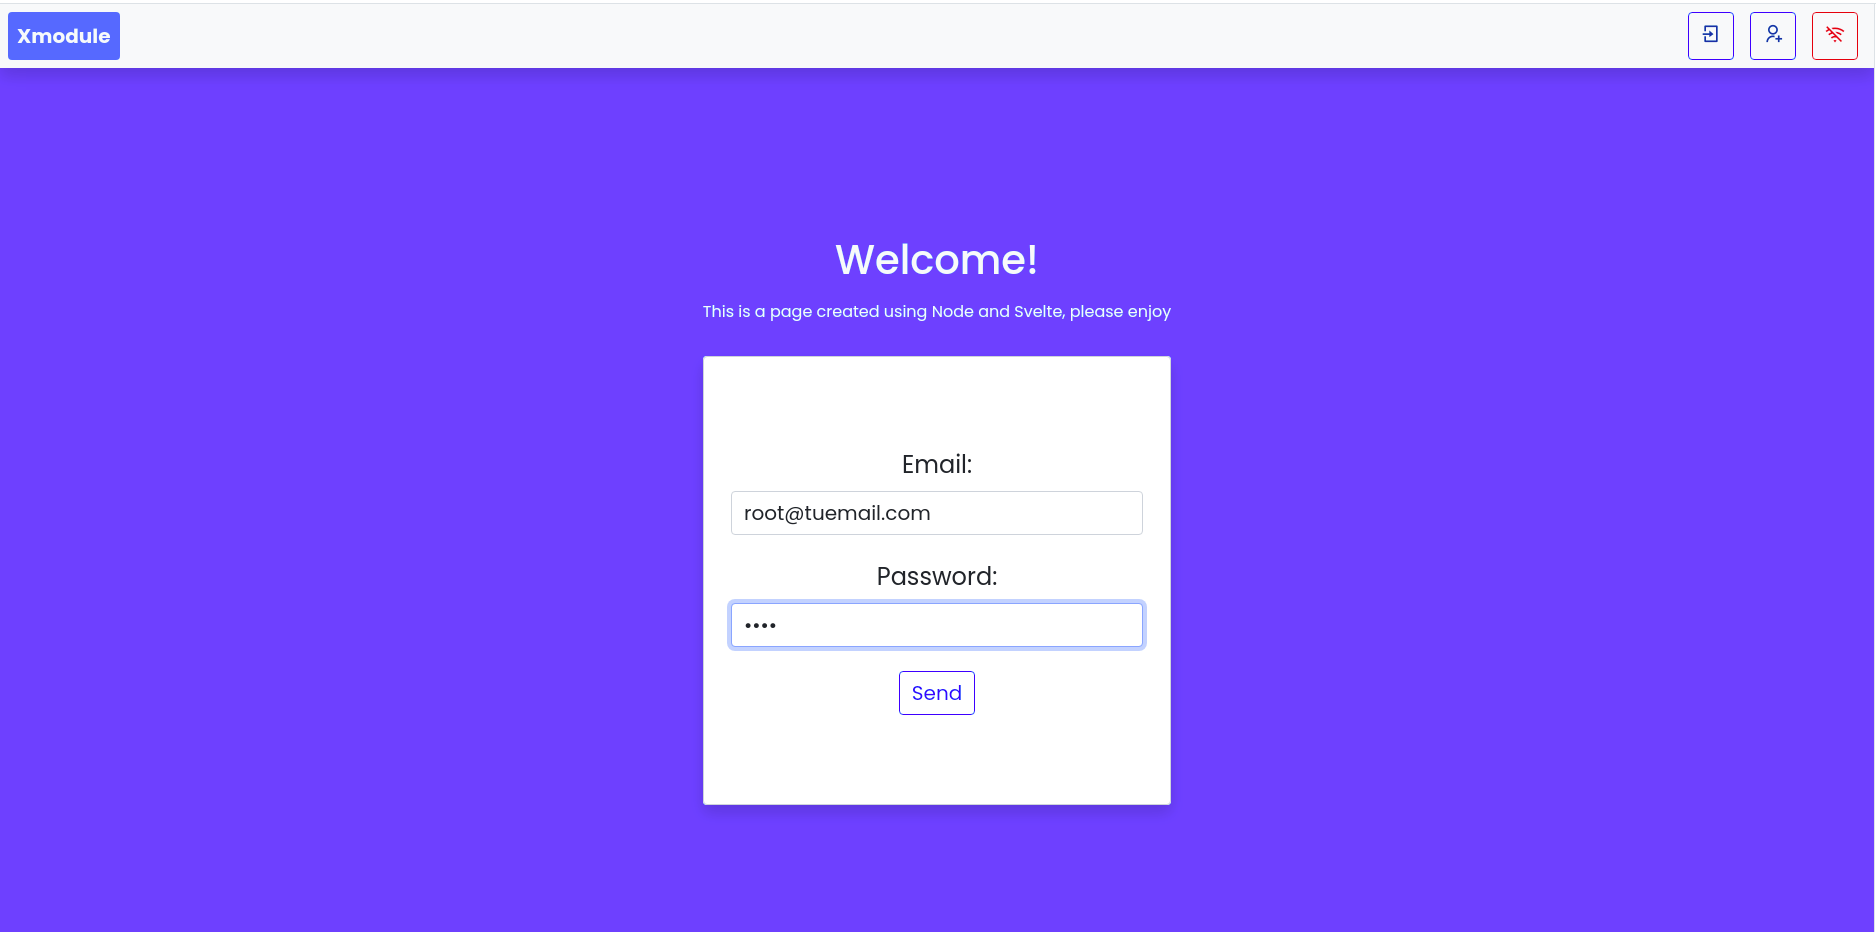 Xmodule
Welcome!
This is a page created using Node and Svelte, please enjoy
Email:
root@tuemail.com
Password:
••••
Send